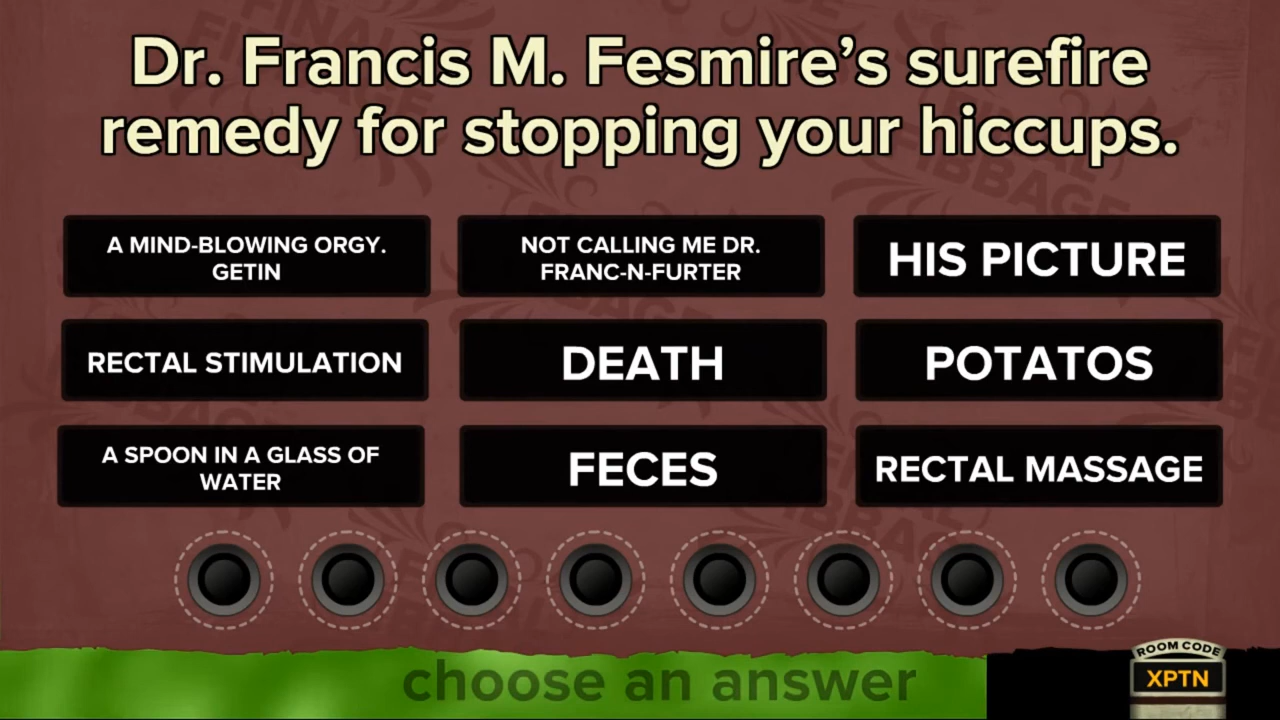 Dr. Francis M. Fesmire's surefire
remedy for stopping your hiccups.
A MIND-BLOWING ORGY.
GETIN
NOT CALLING ME DR.
FRANC-N-FURTER
HIS PICTURE
RECTAL STIMULATION
DEATH
POTATOS
A SPOON IN A GLASS OF
WATER
FECES
RECTAL MASSAGE
choose an answer
ROOM CODE
XPTN